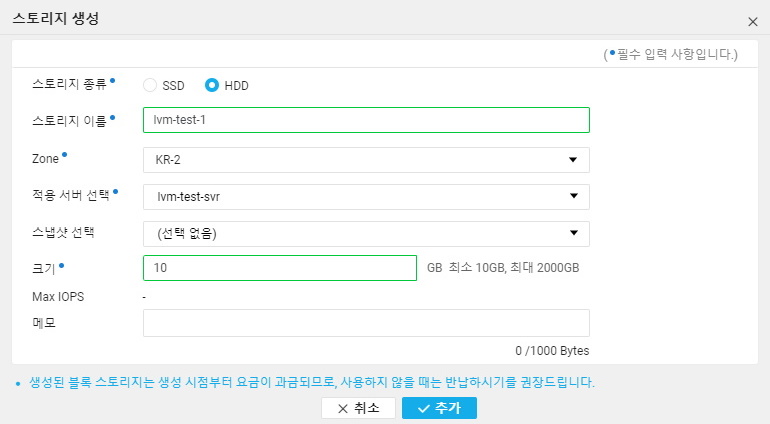 스토리지 생성
(•필수 입력 사항입니다.)
스토리지 종류• SSD HDD
스토리지 이름• lvm-test-1
Zone• KR-2
적용 서버 선택• lvm-test-svr
스냅샷 선택 (선택 없음)
크기• 10 GB 최소 10GB, 최대 2000GB
Max IOPS -
메모
0 /1000 Bytes
• 생성된 블록 스토리지는 생성 시점부터 요금이 과금되므로, 사용하지 않을 때는 반납하시기를 권장드립니다.
취소 추가